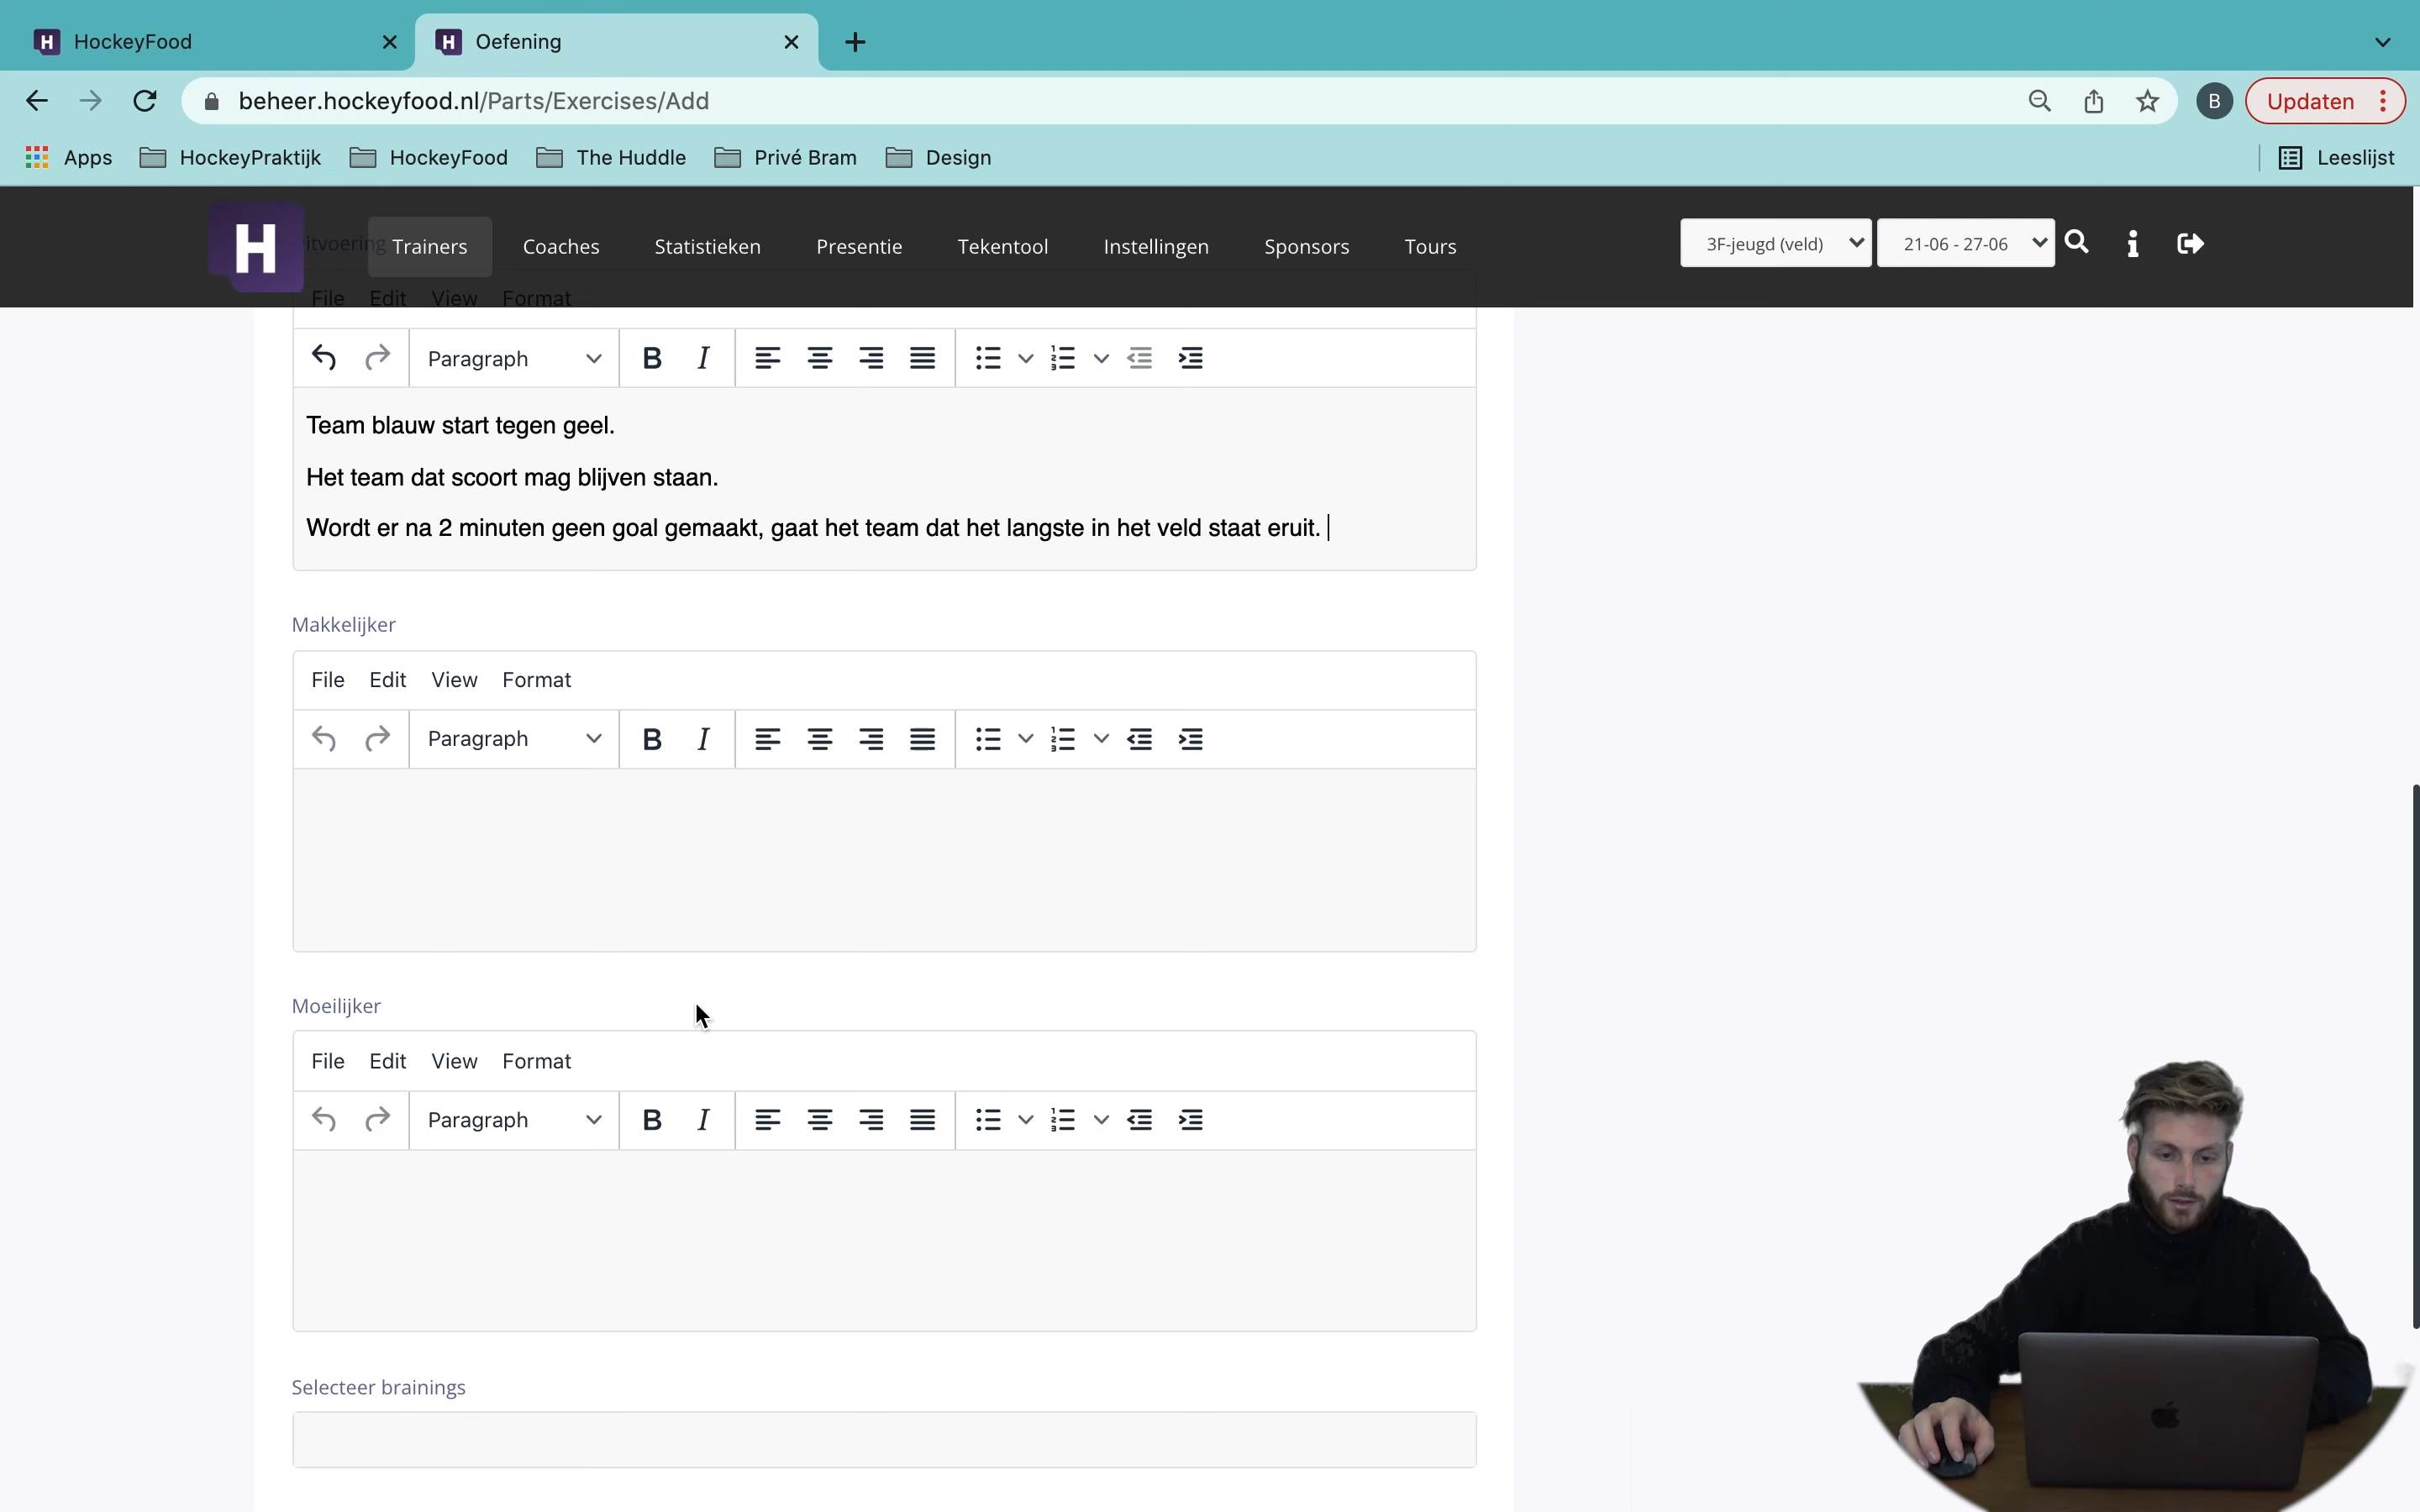 HockeyFood
Oefening
beheer.hockeyfood.nl/Parts/Exercises/Add
B
Updaten
Apps
HockeyPraktijk
HockeyFood
The Huddle
Privé Bram
Design
Leeslijst
H
itvoering
Trainers
Coaches
Statistieken
Presentie
Tekentool
Instellingen
Sponsors
Tours
3F-jeugd (veld)
21-06 - 27-06
File Edit View Format
Paragraph
B I
Team blauw start tegen geel.
Het team dat scoort mag blijven staan.
Wordt er na 2 minuten geen goal gemaakt, gaat het team dat het langste in het veld staat eruit.
Makkelijker
File Edit View Format
Paragraph
B I
Moeilijker
File Edit View Format
Paragraph
B I
Selecteer brainings